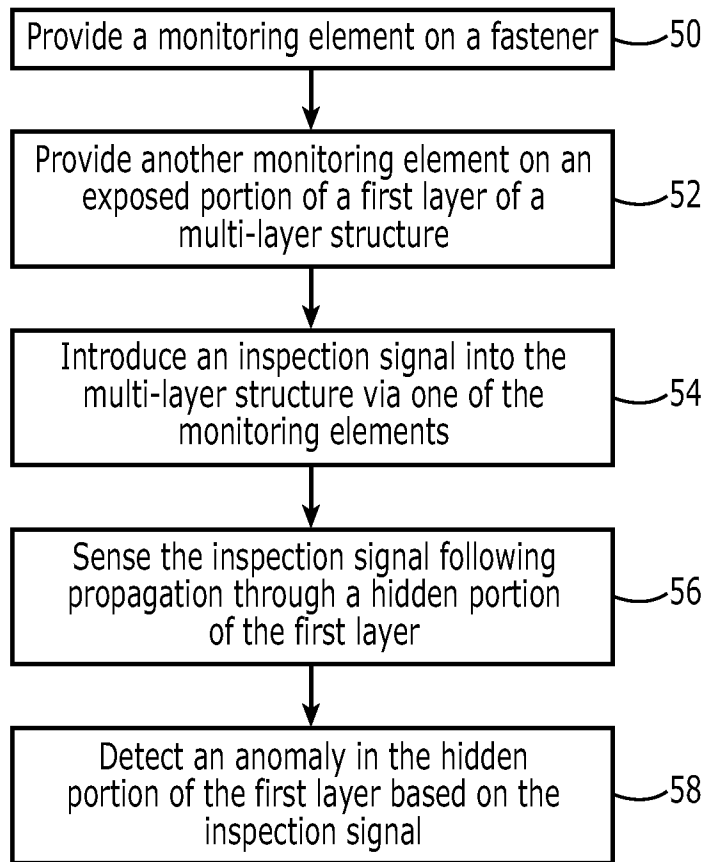 Provide a monitoring element on a fastener
50
Provide another monitoring element on an
exposed portion of a first layer of a
multi-layer structure
52
Introduce an inspection signal into the
multi-layer structure via one of the
monitoring elements
54
Sense the inspection signal following
propagation through a hidden portion
of the first layer
56
Detect an anomaly in the hidden
portion of the first layer based on the
inspection signal
58